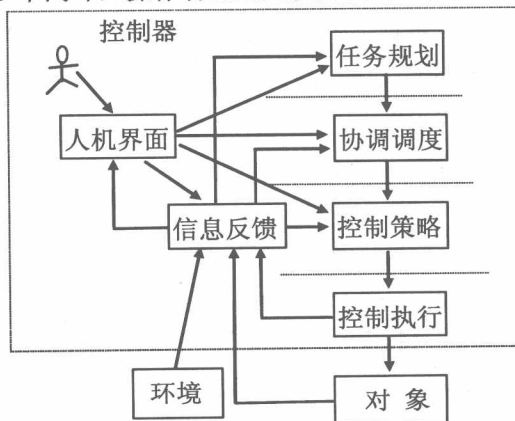 控制器
任务规划
人机界面
协调调度
信息反馈
控制策略
控制执行
环境
对 象